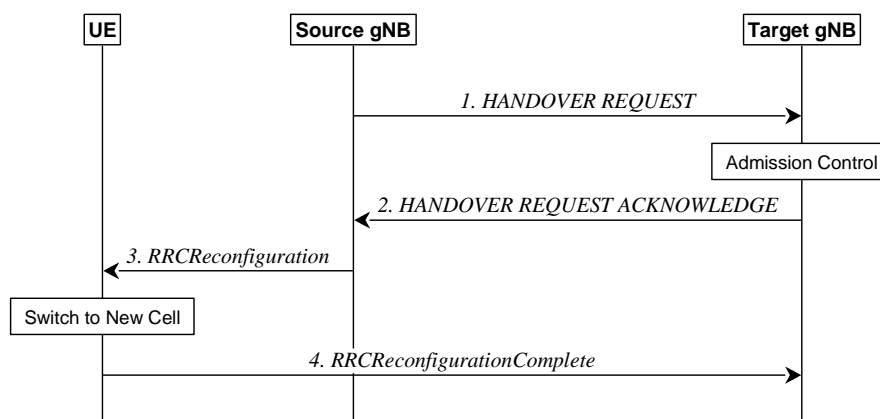 UE
Source gNB
Target gNB
1. HANDOVER REQUEST
Admission Control
2. HANDOVER REQUEST ACKNOWLEDGE
3. RRCReconfiguration
Switch to New Cell
4. RRCReconfigurationComplete